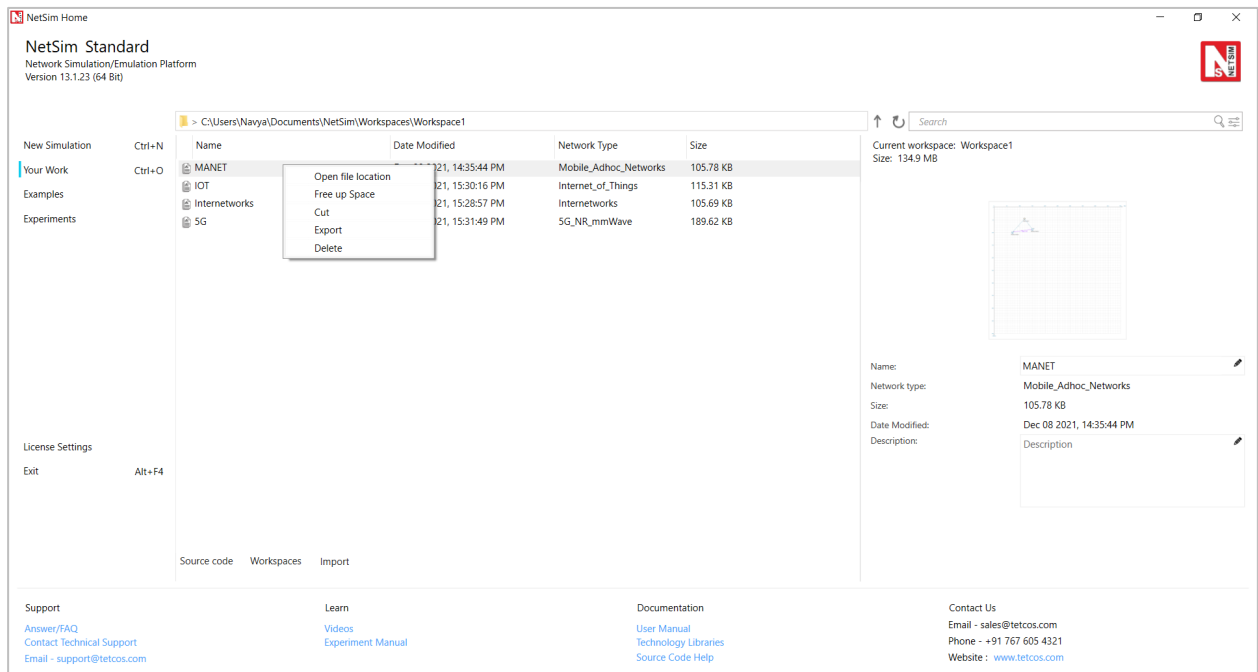 NetSim Home
NetSim Standard
Network Simulation/Emulation Platform
Version 13.1.23 (64 Bit)
NETSIM
> C:\Users\Navya\Documents\NetSim\Workspaces\Workspace1
Search
New Simulation Ctrl+N
Your Work Ctrl+O
Examples
Experiments
License Settings
Exit Alt+F4
Name Date Modified Network Type Size
MANET 21, 14:35:44 PM Mobile_Adhoc_Networks 105.78 KB
IOT 21, 15:30:16 PM Internet_of_Things 115.31 KB
Internetworks 21, 15:28:57 PM Internetworks 105.69 KB
5G 21, 15:31:49 PM 5G_NR_mmWave 189.62 KB
Open file location
Free up Space
Cut
Export
Delete
Source code Workspaces Import
Current workspace: Workspace1
Size: 134.9 MB
Name: MANET
Network type: Mobile_Adhoc_Networks
Size: 105.78 KB
Date Modified: Dec 08 2021, 14:35:44 PM
Description: Description
Support
Answer/FAQ
Contact Technical Support
Email - support@tetcos.com
Learn
Videos
Experiment Manual
Documentation
User Manual
Technology Libraries
Source Code Help
Contact Us
Email - sales@tetcos.com
Phone - +91 767 605 4321
Website : www.tetcos.com